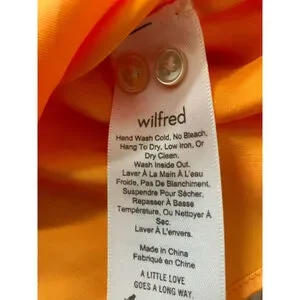 wilfred
Hand Wash Cold, No Bleach,
Hang To Dry, Low Iron, Or
Dry Clean.
Wash Inside Out.
Laver À La Main À L'eau
Froide, Pas De Blanchiment,
Suspendre Pour Sécher,
Repasser À Basse
Température, Ou Nettoyer À
Sec.
Laver À L'envers.
Made in China
Fabriqué en Chine
A LITTLE LOVE
GOES A LONG WAY.